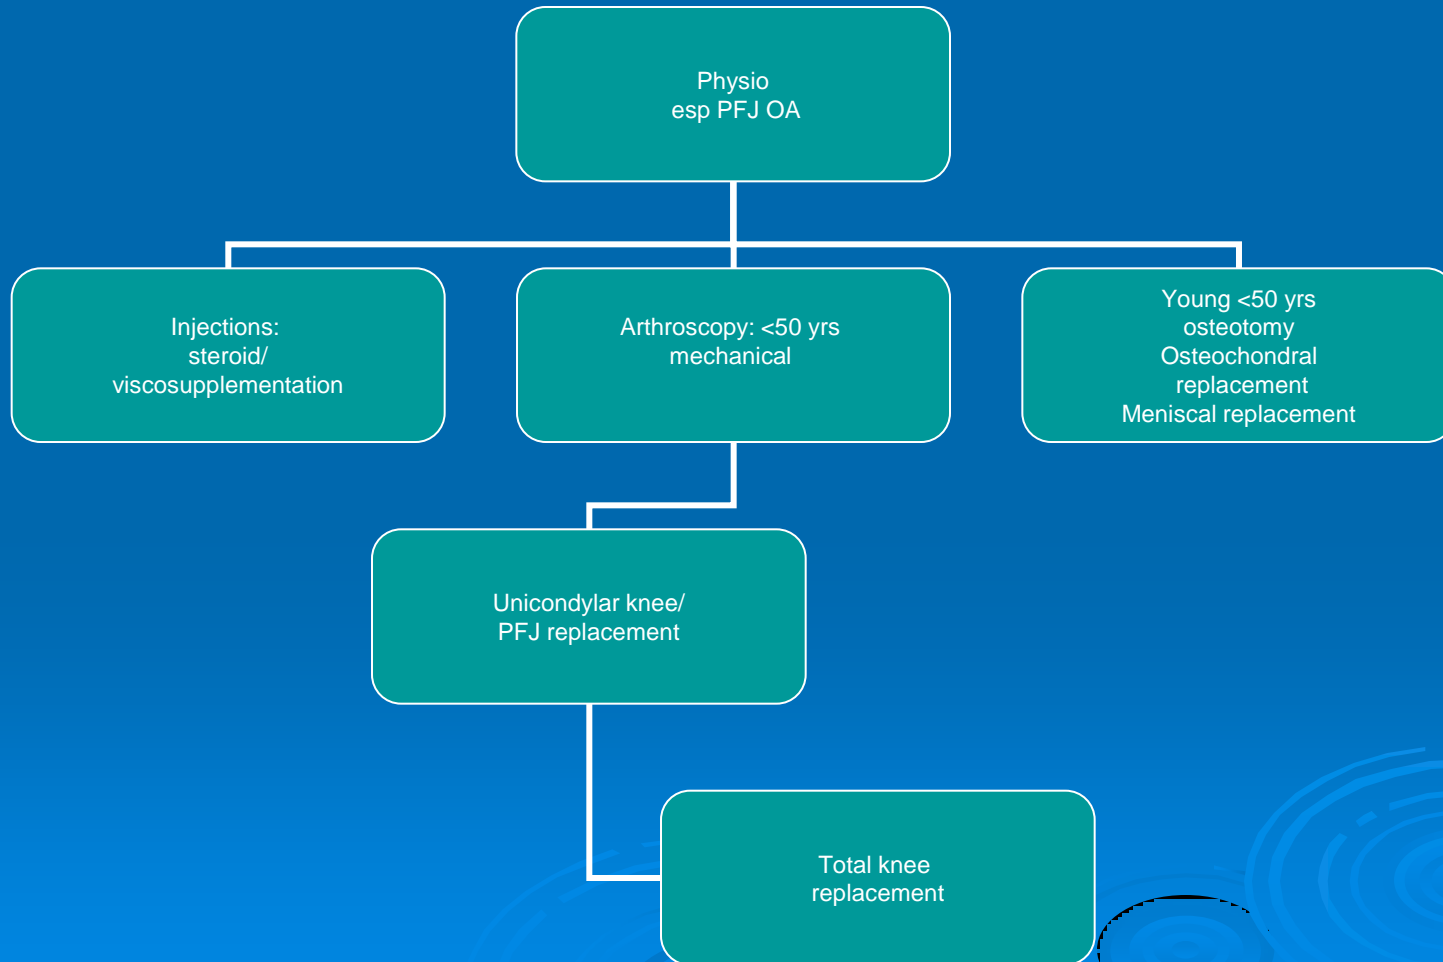 Physio
esp PFJ OA
Injections:
steroid/
viscosupplementation
Arthroscopy: <50 yrs
mechanical
Young <50 yrs
osteotomy
Osteochondral
replacement
Meniscal replacement
Unicondylar knee/
PFJ replacement
Total knee
replacement